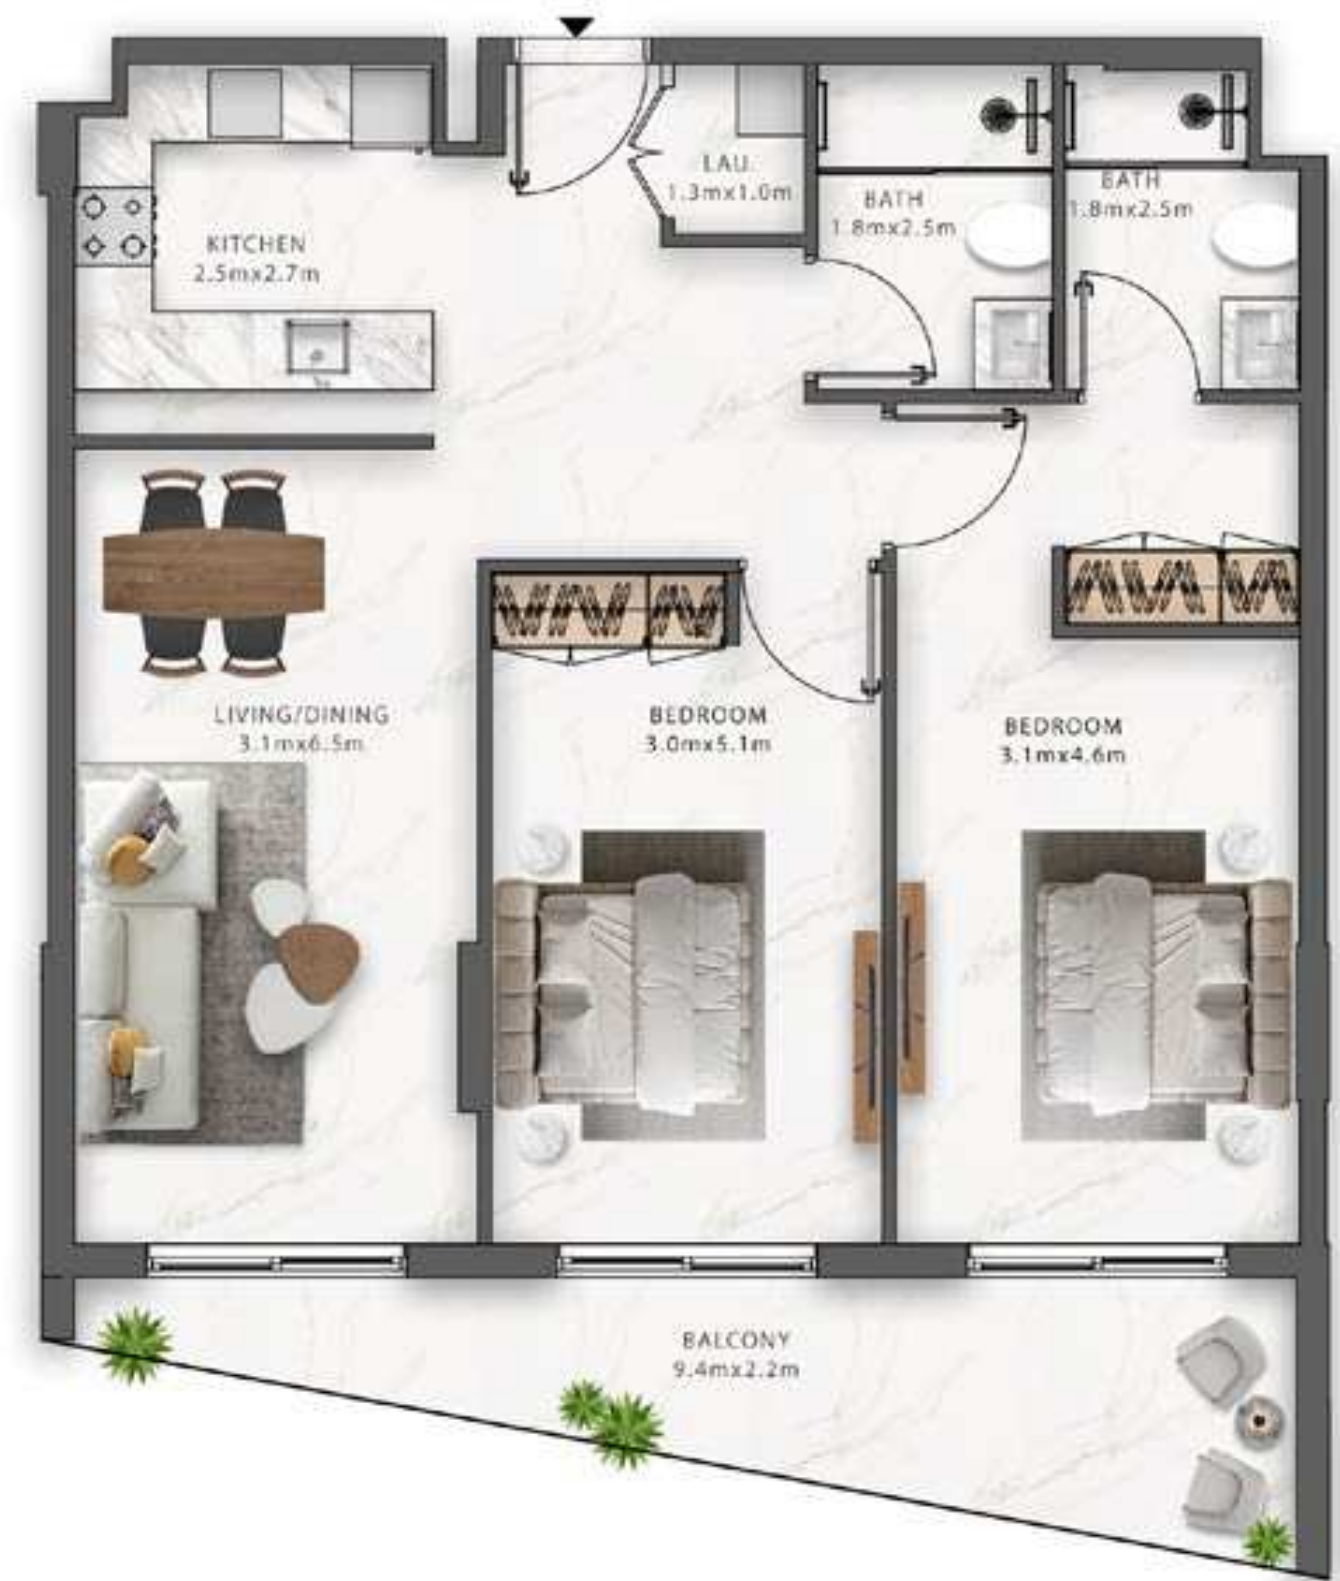 LAU.
1.3mx1.0m
BATH
1.8mx2.5m
BATH
1.8mx2.5m
KITCHEN
2.5mx2.7m
LIVING/DINING
3.1mx6.5m
BEDROOM
3.0mx5.1m
BEDROOM
3.1mx4.6m
BALCONY
9.4mx2.2m